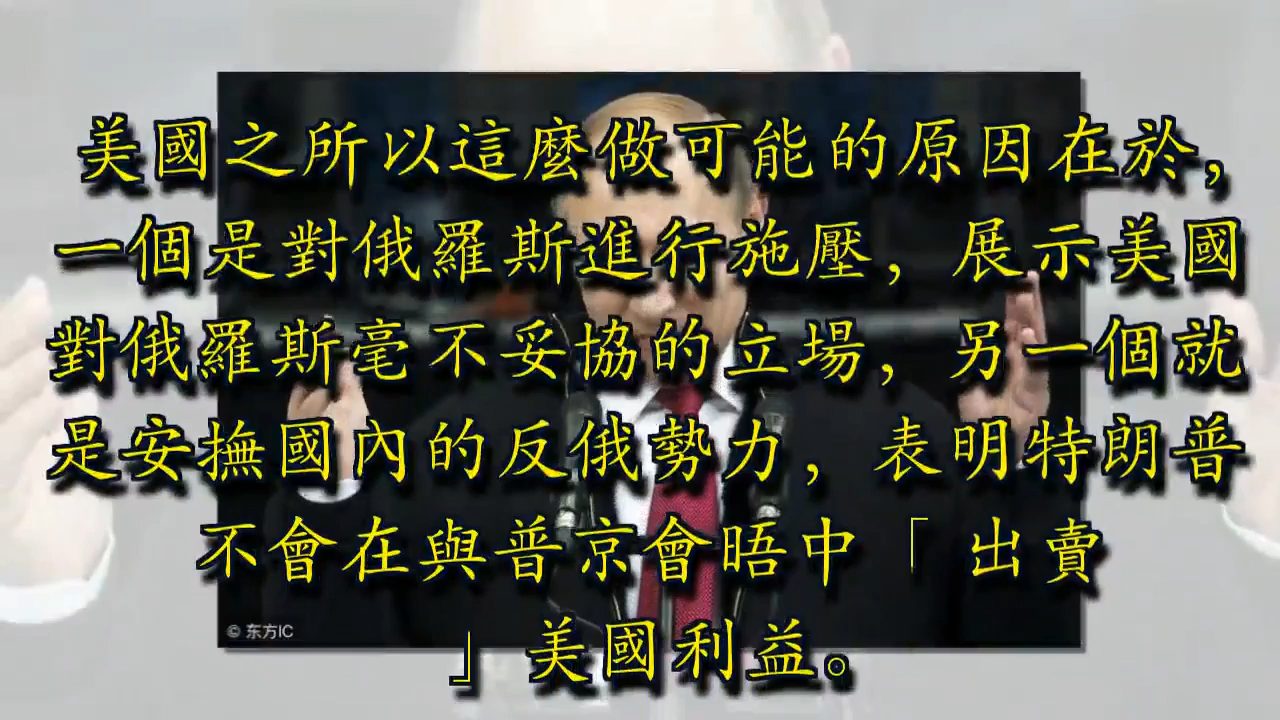 美國之所以這麼做可能的原因在於，
一個是對俄羅斯進行施壓，展示美國
對俄羅斯毫不妥協的立場，另一個就
是安撫國內的反俄勢力，表明特朗普
不會在與普京會晤中「出賣
」美國利益。
© 东方IC